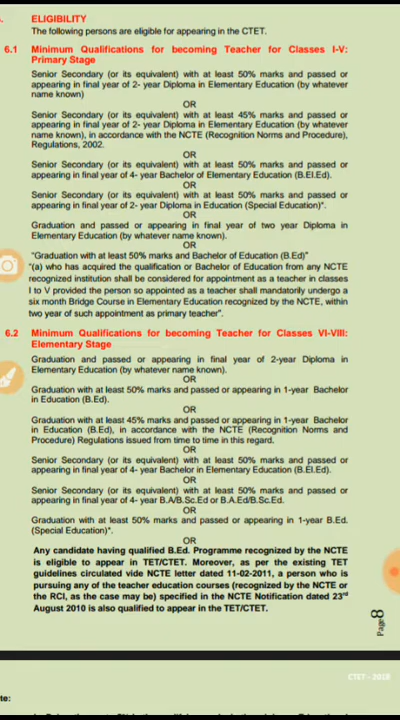 ELIGIBILITY
The following persons are eligible for appearing in the CTET.
6.1 Minimum Qualifications for becoming Teacher for Classes I-V:
Primary Stage
Senior Secondary (or its equivalent) with at least 50% marks and passed or
appearing in final year of 2- year Diploma in Elementary Education (by whatever
name known)
OR
Senior Secondary (or its equivalent) with at least 45% marks and passed or
appearing in final year of 2- year Diploma in Elementary Education (by whatever
name known), in accordance with the NCTE (Recognition Norms and Procedure),
Regulations, 2002.
OR
Senior Secondary (or its equivalent) with at least 50% marks and passed or
appearing in final year of 4- year Bachelor of Elementary Education (B.El.Ed).
OR
Senior Secondary (or its equivalent) with at least 50% marks and passed or
appearing in final year of 2- year Diploma in Education (Special Education)*.
OR
Graduation and passed or appearing in final year of two year Diploma in
Elementary Education (by whatever name known).
OR
"Graduation with at least 50% marks and Bachelor of Education (B.Ed)"
"(a) who has acquired the qualification or Bachelor of Education from any NCTE
recognized institution shall be considered for appointment as a teacher in classes
I to V provided the person so appointed as a teacher shall mandatorily undergo a
six month Bridge Course in Elementary Education recognized by the NCTE, within
two year of such appointment as primary teacher".
6.2 Minimum Qualifications for becoming Teacher for Classes VI-VIII:
Elementary Stage
Graduation and passed or appearing in final year of 2-year Diploma in
Elementary Education (by whatever name known).
OR
Graduation with at least 50% marks and passed or appearing in 1-year Bachelor
in Education (B.Ed).
OR
Graduation with at least 45% marks and passed or appearing in 1-year Bachelor
in Education (B.Ed), in accordance with the NCTE (Recognition Norms and
Procedure) Regulations issued from time to time in this regard.
OR
Senior Secondary (or its equivalent) with at least 50% marks and passed or
appearing in final year of 4- year Bachelor in Elementary Education (B.El.Ed).
OR
Senior Secondary (or its equivalent) with at least 50% marks and passed or
appearing in final year of 4- year B.A/B.Sc.Ed or B.A.Ed/B.Sc.Ed.
OR
Graduation with at least 50% marks and passed or appearing in 1-year B.Ed.
(Special Education)*.
OR
Any candidate having qualified B.Ed. Programme recognized by the NCTE
is eligible to appear in TET/CTET. Moreover, as per the existing TET
guidelines circulated vide NCTE letter dated 11-02-2011, a person who is
pursuing any of the teacher education courses (recognized by the NCTE or
the RCI, as the case may be) specified in the NCTE Notification dated 23rd
August 2010 is also qualified to appear in the TET/CTET.
Page 8
CTET - 2018
te: